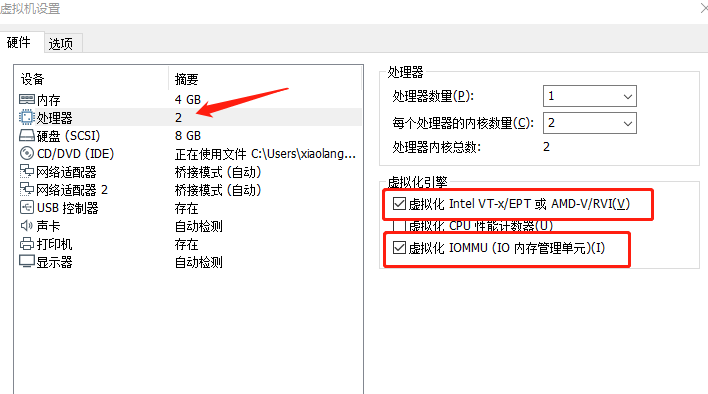 虚拟机设置
硬件 选项
设备 摘要
内存 4 GB
处理器 2
硬盘 (SCSI) 8 GB
CD/DVD (IDE) 正在使用文件 C:\Users\xiaolang...
网络适配器 桥接模式 (自动)
网络适配器 2 桥接模式 (自动)
USB 控制器 存在
声卡 自动检测
打印机 存在
显示器 自动检测
处理器
处理器数量(P): 1
每个处理器的内核数量(C): 2
处理器内核总数: 2
虚拟化引擎
虚拟化 Intel VT-x/EPT 或 AMD-V/RVI(V)
虚拟化 CPU 性能计数器(U)
虚拟化 IOMMU (IO 内存管理单元)(I)